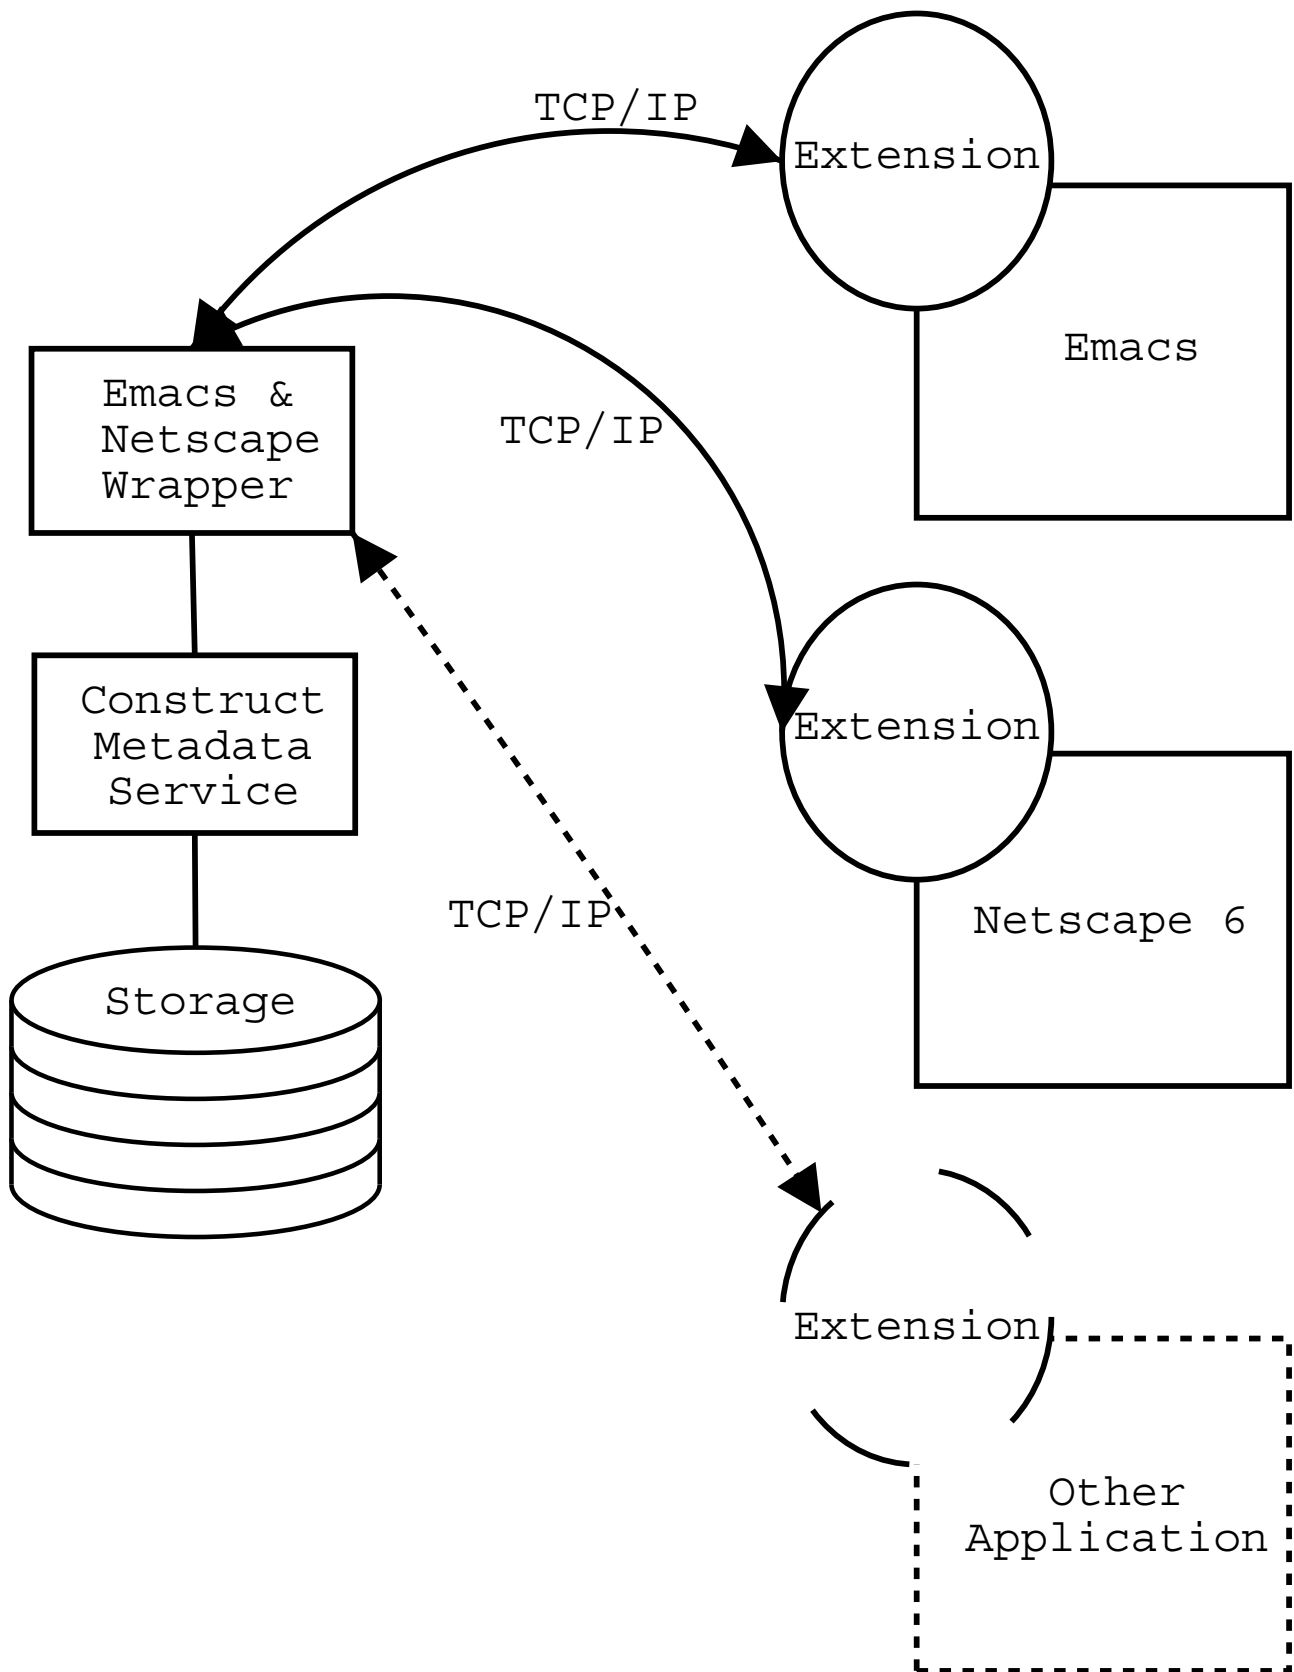 TCP/IP
Extension
Emacs
Emacs &
Netscape
Wrapper
TCP/IP
Construct
Metadata
Service
Extension
Netscape 6
TCP/IP
Storage
Extension
Other
Application